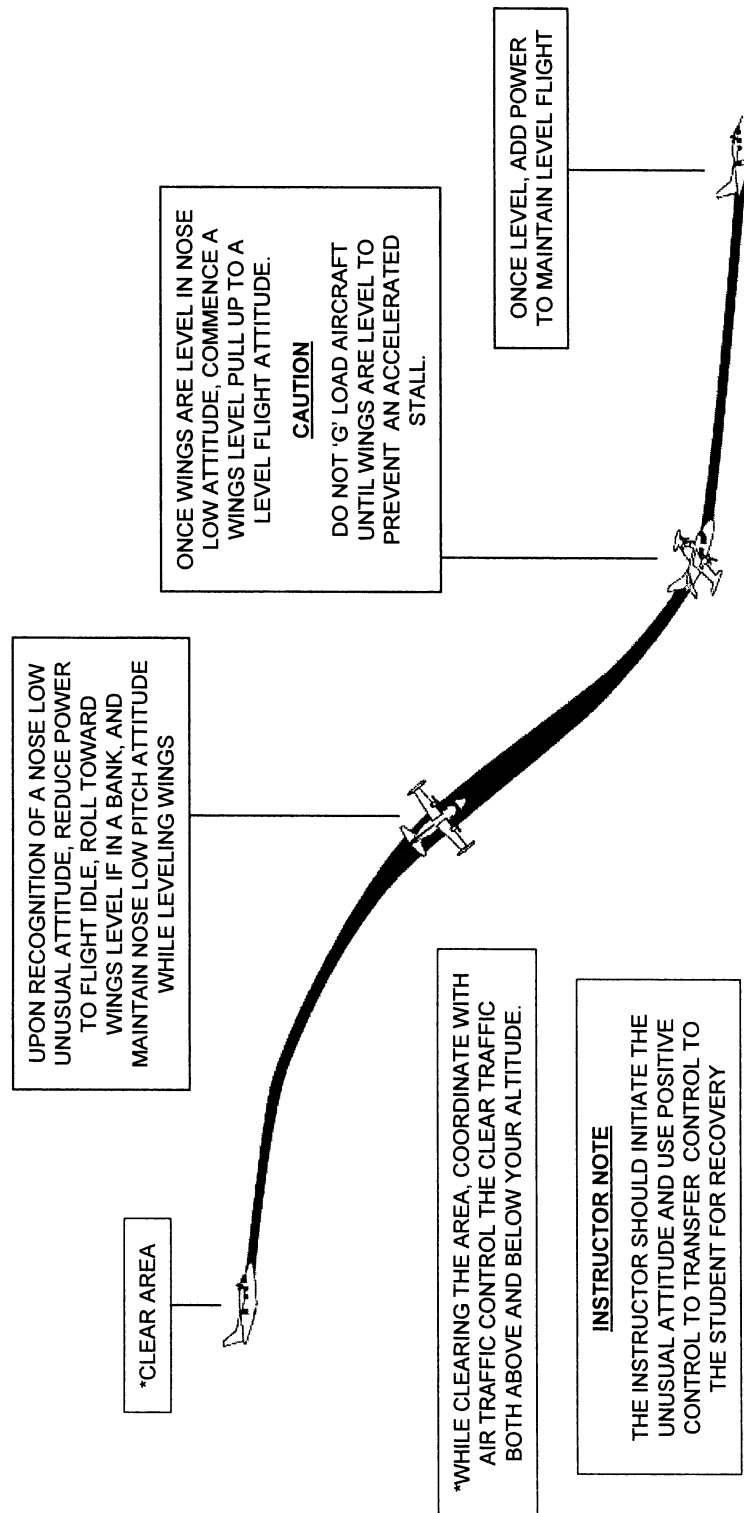 *CLEAR AREA
UPON RECOGNITION OF A NOSE LOW
UNUSUAL ATTITUDE, REDUCE POWER
TO FLIGHT IDLE, ROLL TOWARD
WINGS LEVEL IF IN A BANK, AND
MAINTAIN NOSE LOW PITCH ATTITUDE
WHILE LEVELING WINGS
ONCE WINGS ARE LEVEL IN NOSE
LOW ATTITUDE, COMMENCE A
WINGS LEVEL PULL UP TO A
LEVEL FLIGHT ATTITUDE.
CAUTION
DO NOT 'G' LOAD AIRCRAFT
UNTIL WINGS ARE LEVEL TO
PREVENT AN ACCELERATED
STALL.
ONCE LEVEL, ADD POWER
TO MAINTAIN LEVEL FLIGHT
*WHILE CLEARING THE AREA, COORDINATE WITH
AIR TRAFFIC CONTROL THE CLEAR TRAFFIC
BOTH ABOVE AND BELOW YOUR ALTITUDE.
INSTRUCTOR NOTE
THE INSTRUCTOR SHOULD INITIATE THE
UNUSUAL ATTITUDE AND USE POSITIVE
CONTROL TO TRANSFER CONTROL TO
THE STUDENT FOR RECOVERY